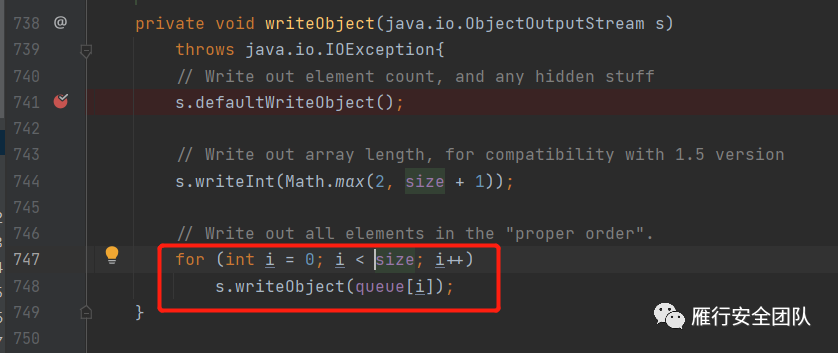 738 @ private void writeObject(java.io.ObjectOutputStream s)
739 throws java.io.IOException{
740 // Write out element count, and any hidden stuff
741 s.defaultWriteObject();
742
743 // Write out array length, for compatibility with 1.5 version
744 s.writeInt(Math.max(2, size + 1));
745
746 // Write out all elements in the "proper order".
747 for (int i = 0; i < size; i++)
748 s.writeObject(queue[i]);
749 }
750
雁行安全团队